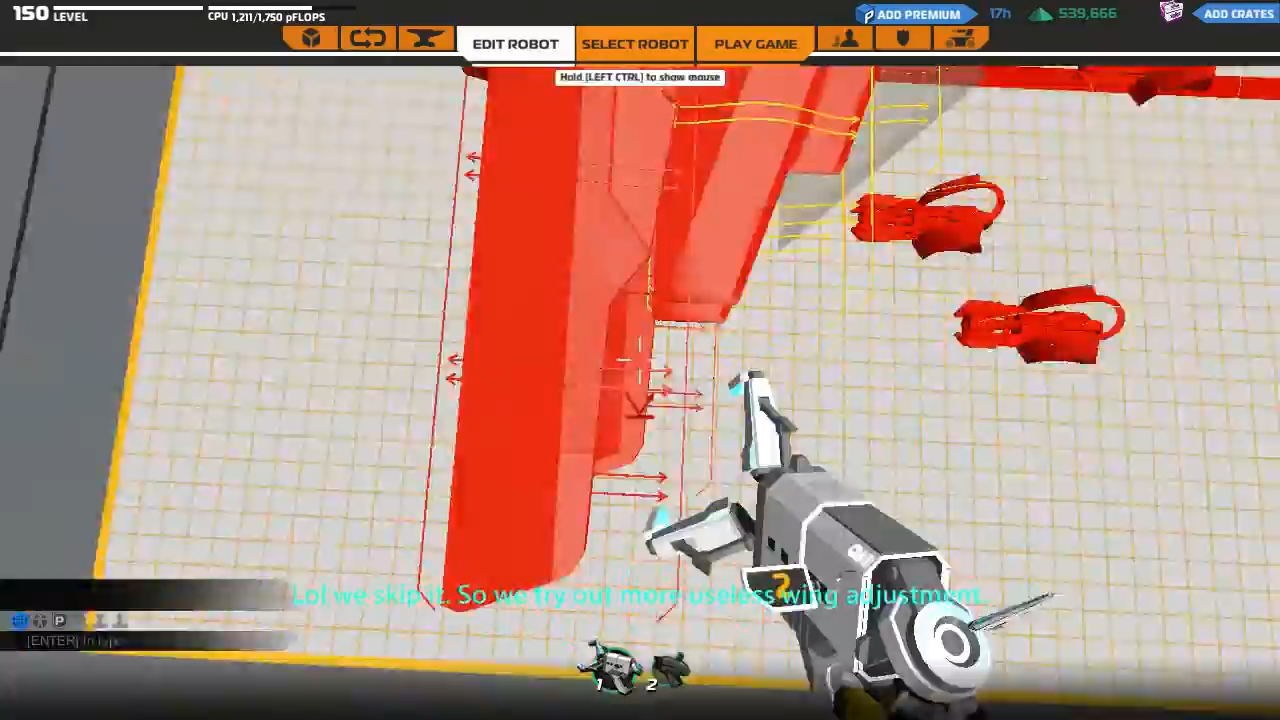 150 LEVEL
CPU 1,211/1,750 pFLOPS
ADD PREMIUM
17h
539,666
ADD CRATES
EDIT ROBOT
SELECT ROBOT
PLAY GAME
Hold [LEFT CTRL] to show mouse
?
Lol we skip it. So we try out more useless wing adjustment.
P
[ENTER] to type
1
2